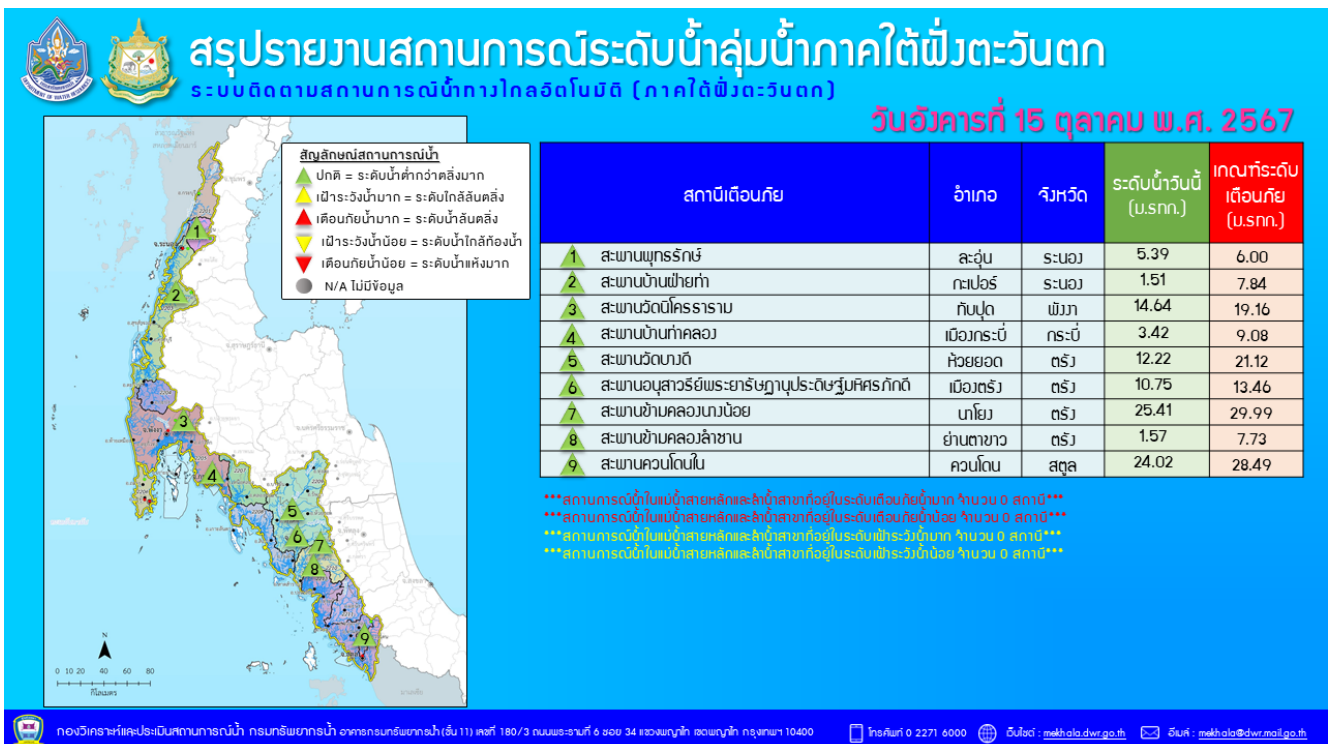 สรุปรายงานสถานการณ์ระดับน้ำลุ่มน้ำภาคใต้ฝั่งตะวันตก
ระบบติดตามสถานการณ์น้ำทางไกลอัตโนมัติ (ภาคใต้ฝั่งตะวันตก)
วันอังคารที่ 15 ตุลาคม พ.ศ. 2567
สัญลักษณ์สถานการณ์น้ำ
ปกติ = ระดับน้ำต่ำกว่าตลิ่งมาก
เฝ้าระวังน้ำมาก = ระดับใกล้ล้นตลิ่ง
เตือนภัยน้ำมาก = ระดับน้ำล้นตลิ่ง
เฝ้าระวังน้ำน้อย = ระดับน้ำใกล้ท้องน้ำ
เตือนภัยน้ำน้อย = ระดับน้ำแห้งมาก
N/A ไม่มีข้อมูล
1
2
3
4
5
6
7
8
9
N
0 10 20 40 60 80
กิโลเมตร
สถานีเตือนภัย อำเภอ จังหวัด ระดับน้ำวันนี้ (ม.รทก.) เกณฑ์ระดับเตือนภัย (ม.รทก.)
1 สะพานพุทธรักษ์ ละอุ่น ระนอง 5.39 6.00
2 สะพานบ้านฝ่ายท่า กะเปอร์ ระนอง 1.51 7.84
3 สะพานวัดนิโครธาราม ทับปุด พังงา 14.64 19.16
4 สะพานบ้านท่าคลอง เมืองกระบี่ กระบี่ 3.42 9.08
5 สะพานวัดบางดี ห้วยยอด ตรัง 12.22 21.12
6 สะพานอนุสาวรีย์พระยารัษฎานุประดิษฐ์มหิศรภักดี เมืองตรัง ตรัง 10.75 13.46
7 สะพานข้ามคลองนางน้อย นาโยง ตรัง 25.41 29.99
8 สะพานข้ามคลองลำชาน ย่านตาขาว ตรัง 1.57 7.73
9 สะพานควนโดนใน ควนโดน สตูล 24.02 28.49
***สถานการณ์น้ำในแม่น้ำสายหลักและลำน้ำสาขาที่อยู่ในระดับเตือนภัยน้ำมาก จำนวน 0 สถานี***
***สถานการณ์น้ำในแม่น้ำสายหลักและลำน้ำสาขาที่อยู่ในระดับเตือนภัยน้ำน้อย จำนวน 0 สถานี***
***สถานการณ์น้ำในแม่น้ำสายหลักและลำน้ำสาขาที่อยู่ในระดับเฝ้าระวังน้ำมาก จำนวน 0 สถานี***
***สถานการณ์น้ำในแม่น้ำสายหลักและลำน้ำสาขาที่อยู่ในระดับเฝ้าระวังน้ำน้อย จำนวน 0 สถานี***
กองวิเคราะห์และประเมินสถานการณ์น้ำ กรมทรัพยากรน้ำ อาคารกรมทรัพยากรน้ำ (ชั้น 11) เลขที่ 180/3 ถนนพระรามที่ 6 ซอย 34 แขวงพญาไท เขตพญาไท กรุงเทพฯ 10400 โทรศัพท์ 0 2271 6000 เว็บไซต์ : mekhala.dwr.go.th อีเมล์ : mekhala@dwr.mail.go.th